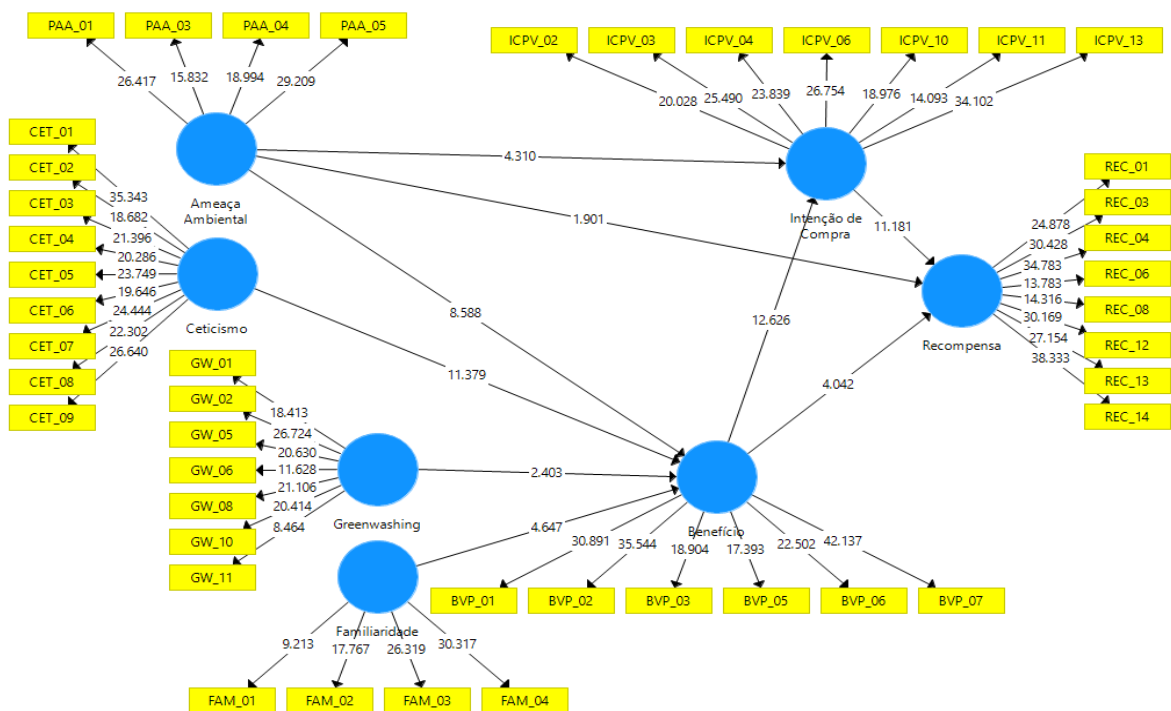 PAA_01
PAA_03
PAA_04
PAA_05
26.417
15.832
18.994
29.209
ICPV_02
ICPV_03
ICPV_04
ICPV_06
ICPV_10
ICPV_11
ICPV_13
20.028
25.490
23.839
26.754
18.976
14.093
34.102
CET_01
CET_02
CET_03
CET_04
CET_05
CET_06
CET_07
CET_08
CET_09
35.343
18.682
21.396
20.286
23.749
19.646
24.444
22.302
26.640
Ameaça
Ambiental
Ceticismo
4.310
1.901
8.588
11.379
Intenção de
Compra
11.181
12.626
4.042
Recompensa
24.878
30.428
34.783
13.783
14.316
30.169
27.154
38.333
REC_01
REC_03
REC_04
REC_06
REC_08
REC_12
REC_13
REC_14
GW_01
GW_02
GW_05
GW_06
GW_08
GW_10
GW_11
18.413
26.724
20.630
11.628
21.106
20.414
8.464
Greenwashing
2.403
4.647
Benefício
30.891
35.544
18.904
17.393
22.502
42.137
BVP_01
BVP_02
BVP_03
BVP_05
BVP_06
BVP_07
Familiaridade
9.213
17.767
26.319
30.317
FAM_01
FAM_02
FAM_03
FAM_04